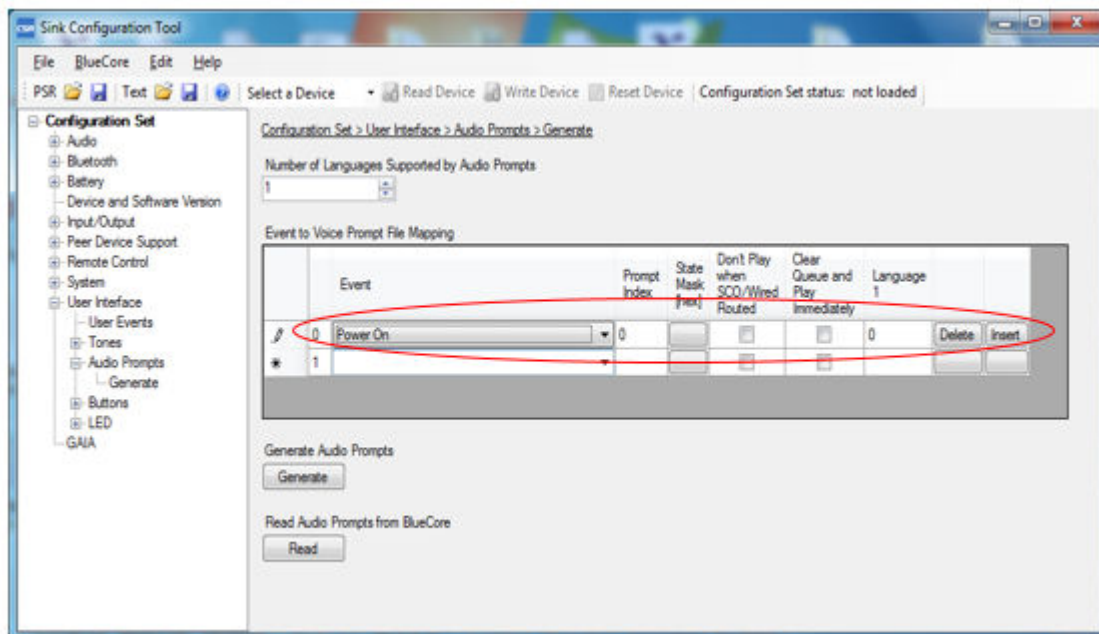 CSR Sink Configuration Tool
File BlueCore Edit Help
PSR Text Select a Device Read Device Write Device Reset Device Configuration Set status: not loaded
Configuration Set
Audio
Bluetooth
Battery
Device and Software Version
Input/Output
Peer Device Support
Remote Control
System
User Interface
User Events
Tones
Audio Prompts
Generate
Buttons
LED
GAIA
Configuration Set > User Interface > Audio Prompts > Generate
Number of Languages Supported by Audio Prompts
1
Event to Voice Prompt File Mapping
Event
Prompt
Index
State
Mask
[hex]
Don't Play
when
SCO/Wired
Routed
Clear
Queue and
Play
Immediately
Language
1
0 Power On 0 0 Delete Insert
1
Generate Audio Prompts
Generate
Read Audio Prompts from BlueCore
Read